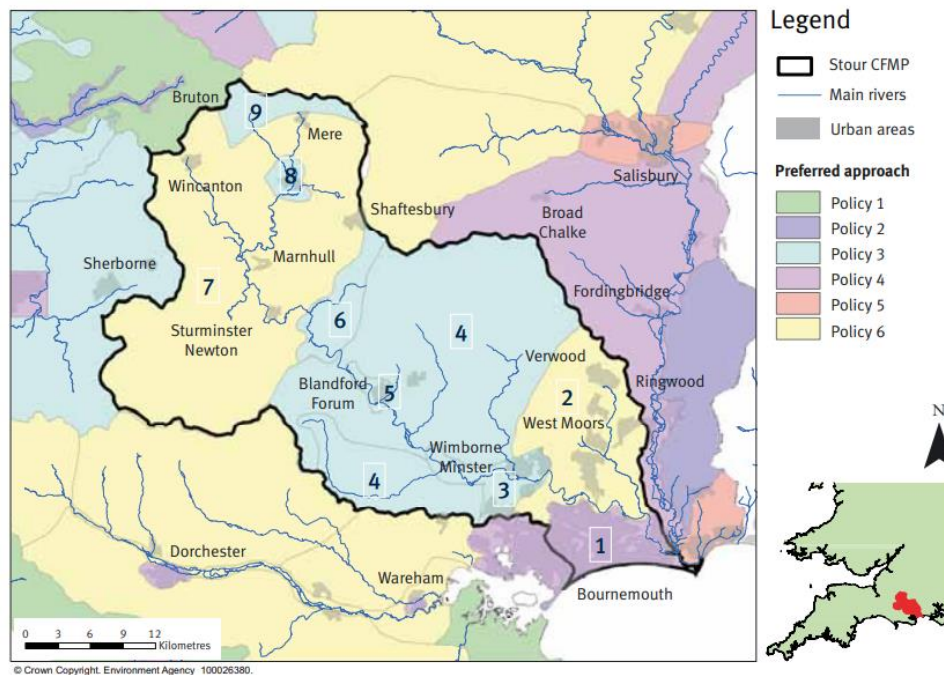 Legend
Stour CFMP
Main rivers
Urban areas
Preferred approach
Policy 1
Policy 2
Policy 3
Policy 4
Policy 5
Policy 6
N
Bruton
9
Mere
8
Wincanton
Salisbury
Shaftesbury
Broad
Chalke
Marnhull
Sherborne
7
Fordingbridge
6
4
Sturminster
Newton
Verwood
Blandford
Forum
5
2
Ringwood
West Moors
Wimborne
Minster
4
3
1
Dorchester
Wareham
Bournemouth
0 3 6 9 12
Kilometres
© Crown Copyright. Environment Agency 100026380.